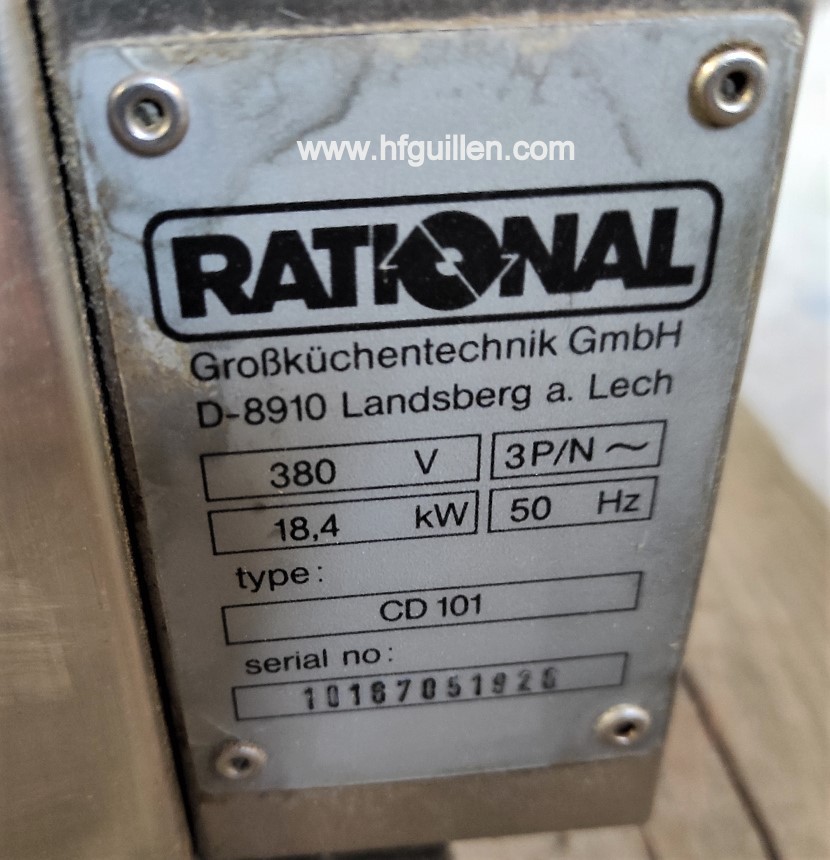 www.hfguillen.com
RATIONAL
Großküchentechnik GmbH
D-8910 Landsberg a. Lech
380 V 3P/N ~
18,4 kW 50 Hz
type:
CD 101
serial no: